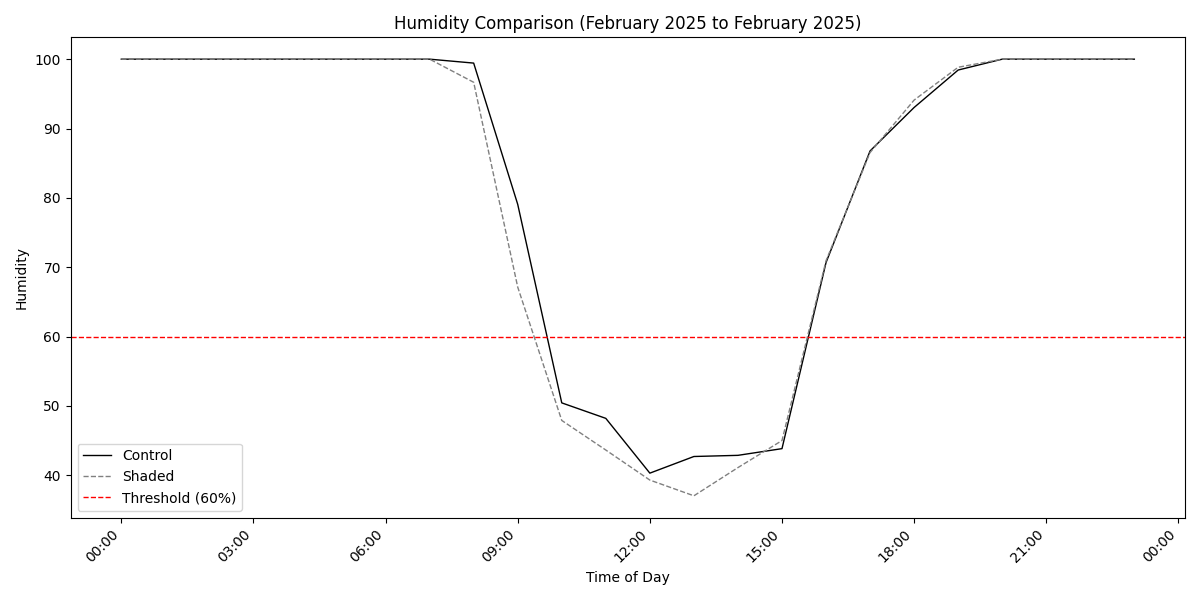 Humidity Comparison (February 2025 to February 2025)
100
90
80
70
60
50
40
Humidity
Control
Shaded
Threshold (60%)
00:00
03:00
06:00
09:00
12:00
15:00
18:00
21:00
00:00
Time of Day